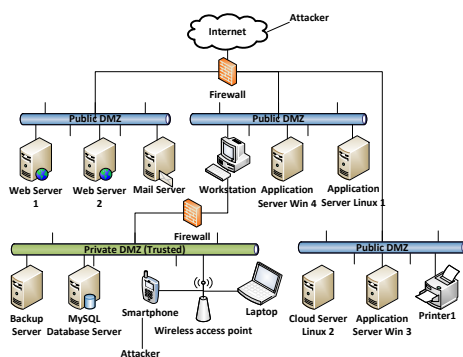 Attacker
Internet
Firewall
Public DMZ
Public DMZ
Web Server
1
Web Server
2
Mail Server
Workstation
Application
Server Win 4
Application
Server Linux 1
Firewall
Private DMZ (Trusted)
Public DMZ
Backup
Server
MySQL
Database Server
Smartphone
Wireless access point
Laptop
Cloud Server
Linux 2
Application
Server Win 3
Printer1
Attacker